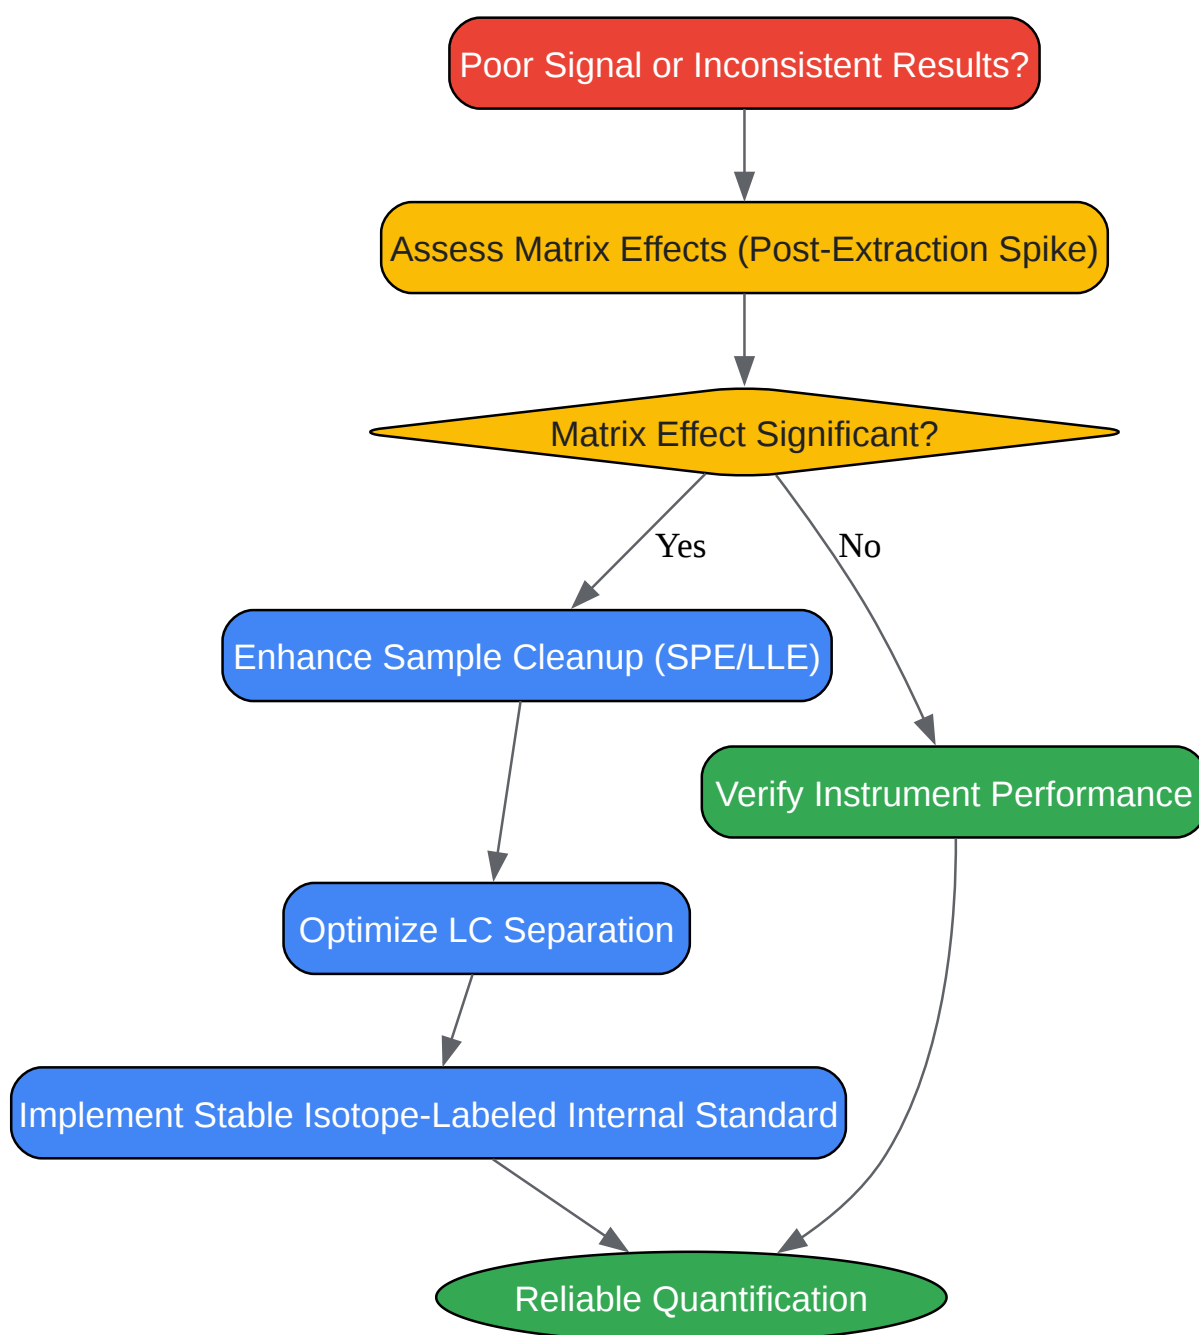 Poor Signal or Inconsistent Results?
Assess Matrix Effects (Post-Extraction Spike)
Matrix Effect Significant?
Yes
No
Enhance Sample Cleanup (SPE/LLE)
Verify Instrument Performance
Optimize LC Separation
Implement Stable Isotope-Labeled Internal Standard
Reliable Quantification